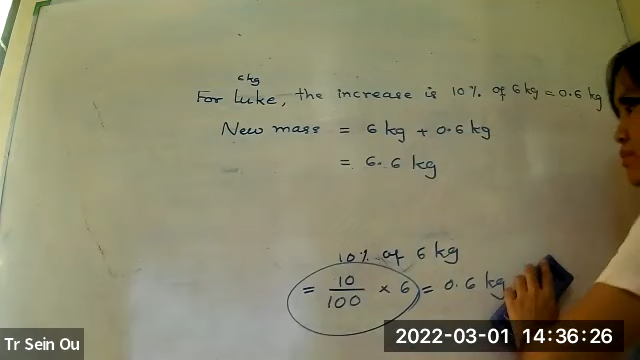 6kg
For Luke, the increase is 10% of 6 kg = 0.6 kg
New mass = 6 kg + 0.6 kg
= 6.6 kg
10% of 6 kg
= 10/100 × 6 = 0.6 kg
Tr Sein Ou
2022-03-01 14:36:26